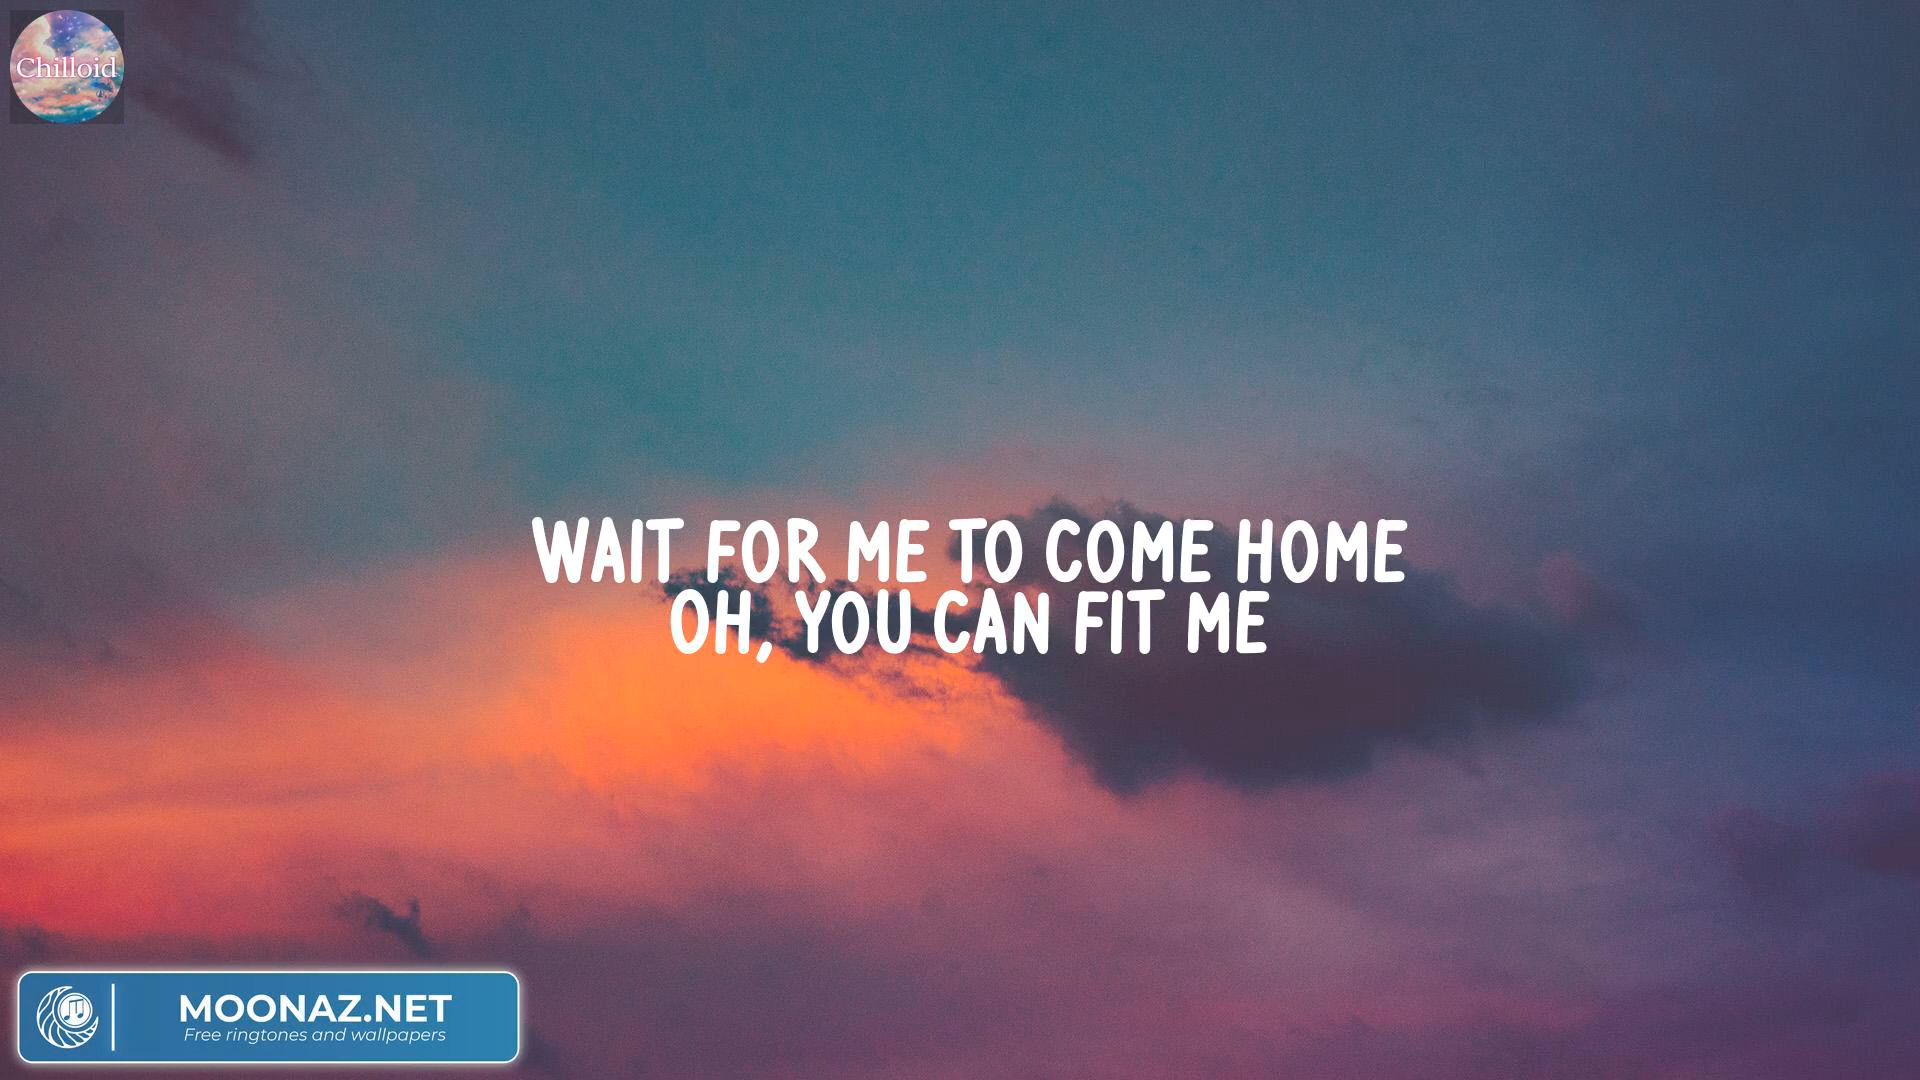 Chilloid
WAIT FOR ME TO COME HOME
OH, YOU CAN FIT ME
MOONAZ.NET
Free ringtones and wallpapers